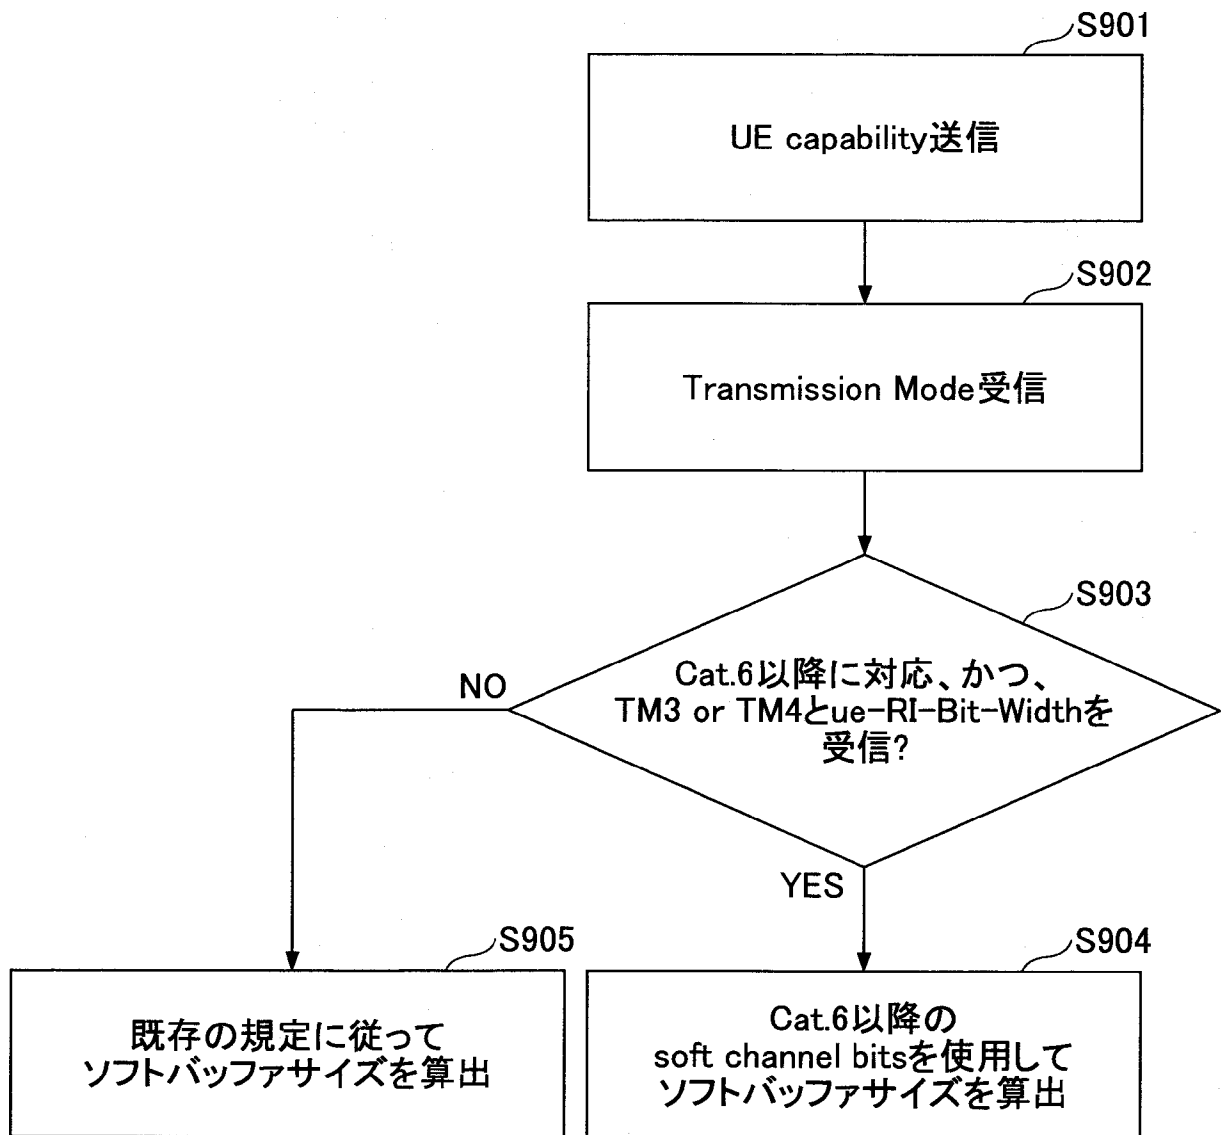 S901
UE capability送信
S902
Transmission Mode受信
S903
Cat.6以降に対応、かつ、
TM3 or TM4とue-RI-Bit-Widthを
受信?
NO
YES
S905
既存の規定に従って
ソフトバッファサイズを算出
S904
Cat.6以降の
soft channel bitsを使用して
ソフトバッファサイズを算出